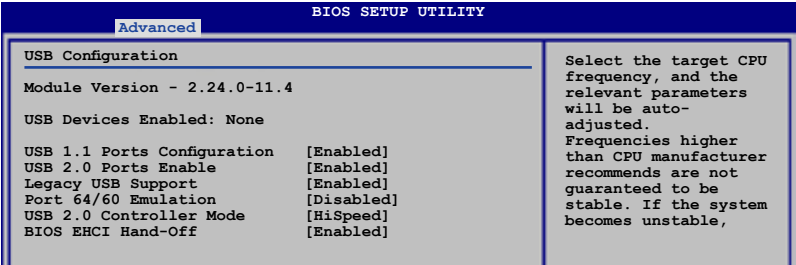 BIOS SETUP UTILITY
Advanced
USB Configuration
Module Version - 2.24.0-11.4
USB Devices Enabled: None
USB 1.1 Ports Configuration [Enabled]
USB 2.0 Ports Enable [Enabled]
Legacy USB Support [Enabled]
Port 64/60 Emulation [Disabled]
USB 2.0 Controller Mode [HiSpeed]
BIOS EHCI Hand-Off [Enabled]
Select the target CPU
frequency, and the
relevant parameters
will be auto-
adjusted.
Frequencies higher
than CPU manufacturer
recommends are not
guaranteed to be
stable. If the system
becomes unstable,